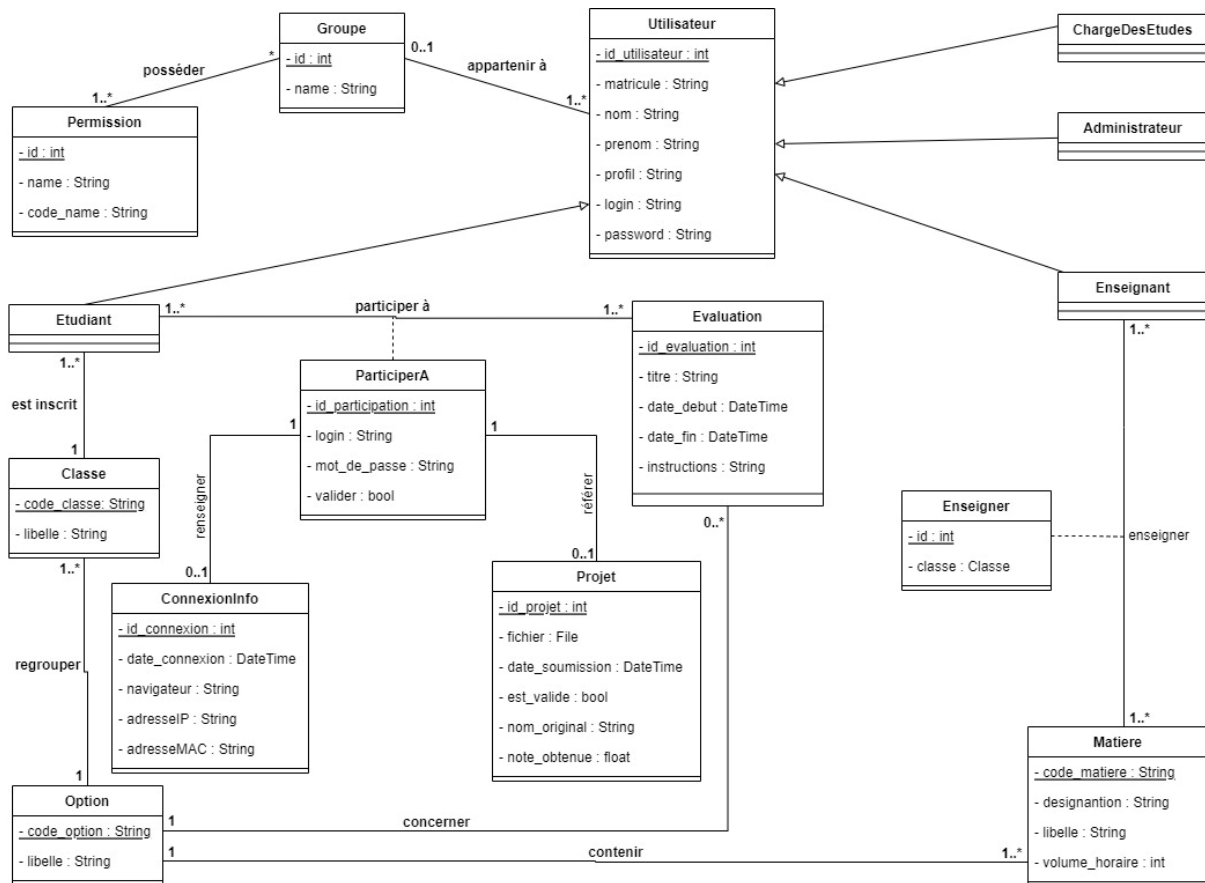 Groupe
- id : int
- name : String
Utilisateur
- id_utilisateur : int
- matricule : String
- nom : String
- prenom : String
- profil : String
- login : String
- password : String
ChargeDesEtudes
Administrateur
Enseignant
0..1
appartenir à
1..*
*
posséder
1..*
Permission
- id : int
- name : String
- code_name : String
Etudiant
1..*
participer à
1..*
Evaluation
- id_evaluation : int
- titre : String
- date_debut : DateTime
- date_fin : DateTime
- instructions : String
0..*
ParticiperA
- id_participation : int
- login : String
- mot_de_passe : String
- valider : bool
1..*
est inscrit
1
Classe
- code_classe: String
- libelle : String
1..*
regrouper
1
1
renseigner
0..1
1
référer
0..1
ConnexionInfo
- id_connexion : int
- date_connexion : DateTime
- navigateur : String
- adresseIP : String
- adresseMAC : String
Projet
- id_projet : int
- fichier : File
- date_soumission : DateTime
- est_valide : bool
- nom_original : String
- note_obtenue : float
1..*
Enseigner
- id : int
- classe : Classe
enseigner
1..*
Matiere
- code_matiere : String
- designantion : String
- libelle : String
- volume_horaire : int
Option
- code_option : String
- libelle : String
1
concerner
1
contenir
1..*